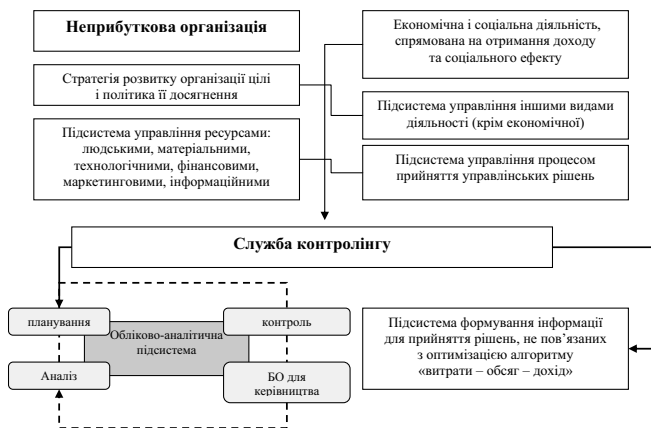 Неприбуткова організація
Економічна і соціальна діяльність,
спрямована на отримання доходу
та соціального ефекту
Стратегія розвитку організації цілі
і політика її досягнення
Підсистема управління іншими видами
діяльності (крім економічної)
Підсистема управління ресурсами:
людськими, матеріальними,
технологічними, фінансовими,
маркетинговими, інформаційними
Підсистема управління процесом
прийняття управлінських рішень
Служба контролінгу
планування
контроль
Обліково-аналітична
підсистема
Аналіз
БО для
керівництва
Підсистема формування інформації
для прийняття рішень, не пов’язаних
з оптимізацією алгоритму
«витрати – обсяг – дохід»